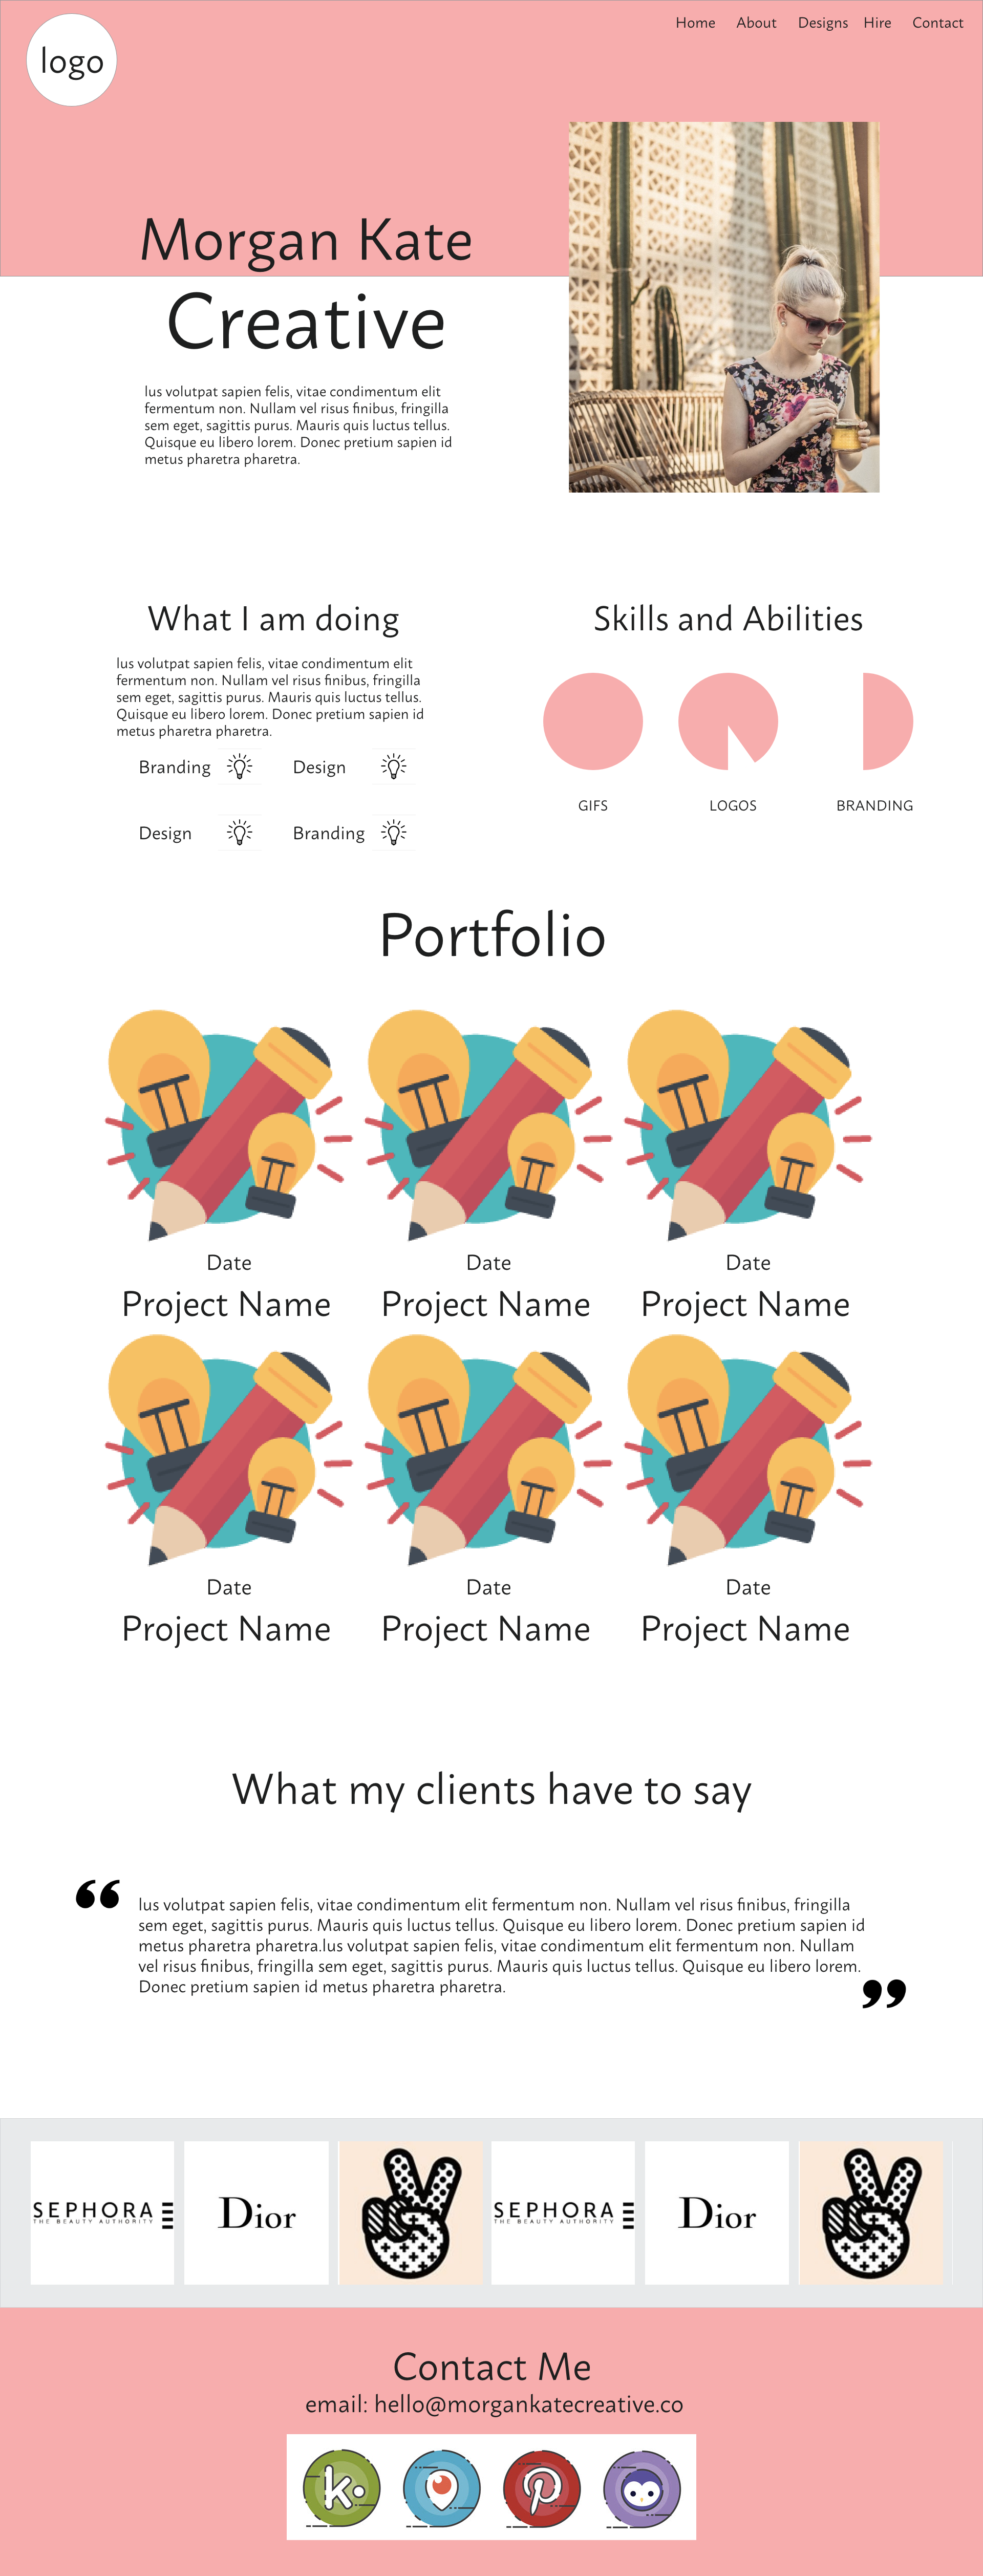 logo
Home About Designs Hire Contact
Morgan Kate
Creative
lus volutpat sapien felis, vitae condimentum elit
fermentum non. Nullam vel risus finibus, fringilla
sem eget, sagittis purus. Mauris quis luctus tellus.
Quisque eu libero lorem. Donec pretium sapien id
metus pharetra pharetra.
What I am doing
lus volutpat sapien felis, vitae condimentum elit
fermentum non. Nullam vel risus finibus, fringilla
sem eget, sagittis purus. Mauris quis luctus tellus.
Quisque eu libero lorem. Donec pretium sapien id
metus pharetra pharetra.
Branding Design
Design Branding
Skills and Abilities
GIFS LOGOS BRANDING
Portfolio
Date Date Date
Project Name Project Name Project Name
Date Date Date
Project Name Project Name Project Name
What my clients have to say
“ lus volutpat sapien felis, vitae condimentum elit fermentum non. Nullam vel risus finibus, fringilla
sem eget, sagittis purus. Mauris quis luctus tellus. Quisque eu libero lorem. Donec pretium sapien id
metus pharetra pharetra.lus volutpat sapien felis, vitae condimentum elit fermentum non. Nullam
vel risus finibus, fringilla sem eget, sagittis purus. Mauris quis luctus tellus. Quisque eu libero lorem.
Donec pretium sapien id metus pharetra pharetra. ”
SEPHORA Dior SEPHORA Dior
THE BEAUTY AUTHORITY THE BEAUTY AUTHORITY
Contact Me
email: hello@morgankatecreative.co
k